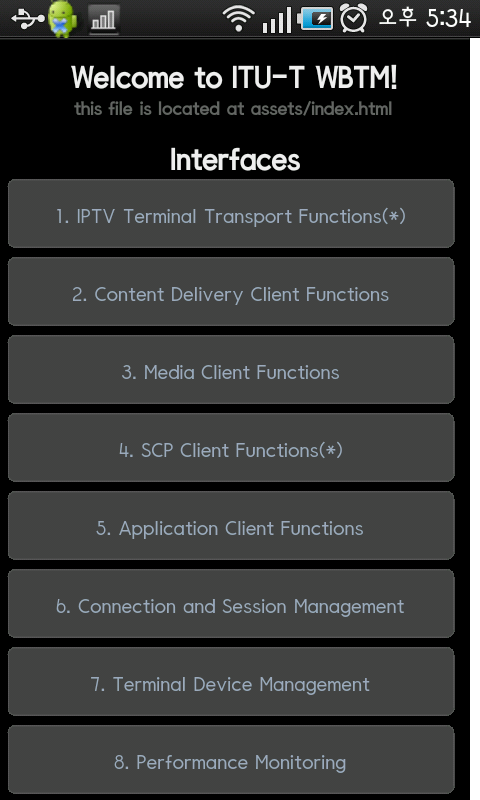 오후 5:34
Welcome to ITU-T WBTM!
this file is located at assets/index.html
Interfaces
1. IPTV Terminal Transport Functions(*)
2. Content Delivery Client Functions
3. Media Client Functions
4. SCP Client Functions(*)
5. Application Client Functions
6. Connection and Session Management
7. Terminal Device Management
8. Performance Monitoring